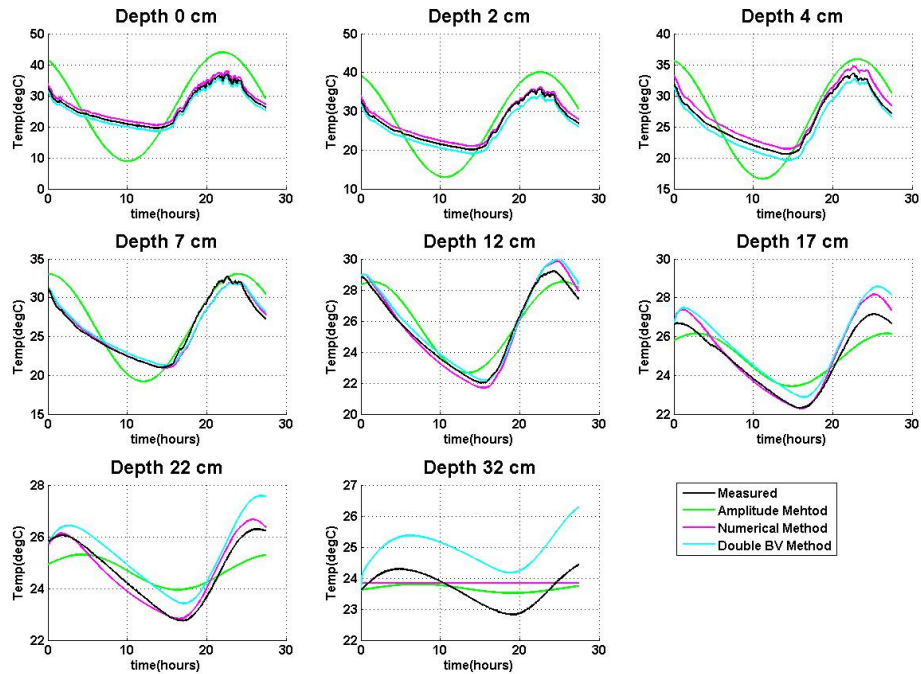 Depth 0 cm
Temp(degC)
50
40
30
20
10
0
0 10 20 30
time(hours)
Depth 2 cm
Temp(degC)
50
40
30
20
10
0 10 20 30
time(hours)
Depth 4 cm
Temp(degC)
40
35
30
25
20
15
0 10 20 30
time(hours)
Depth 7 cm
Temp(degC)
35
30
25
20
15
0 10 20 30
time(hours)
Depth 12 cm
Temp(degC)
30
28
26
24
22
20
0 10 20 30
time(hours)
Depth 17 cm
Temp(degC)
30
28
26
24
22
0 10 20 30
time(hours)
Depth 22 cm
Temp(degC)
28
26
24
22
0 10 20 30
time(hours)
Depth 32 cm
Temp(degC)
27
26
25
24
23
22
0 10 20 30
time(hours)
Measured
Amplitude Mehtod
Numerical Method
Double BV Method